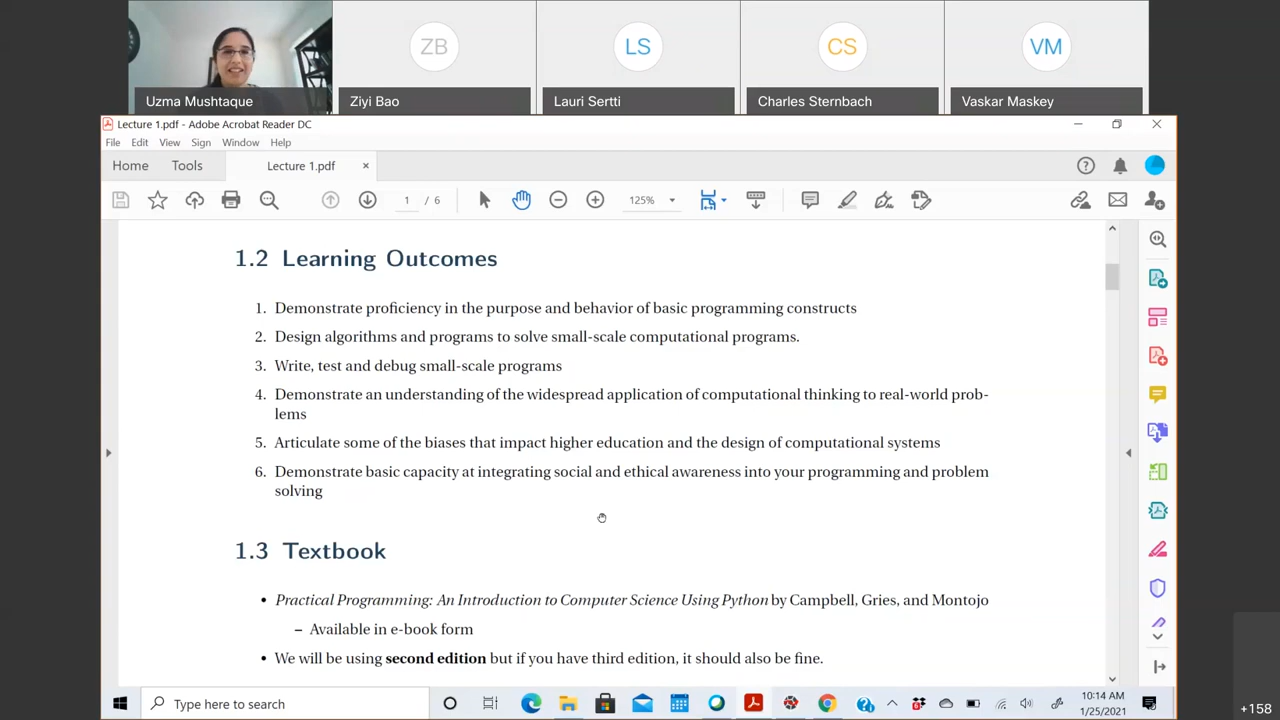 ZB
LS
CS
VM
Uzma Mushtaque
Ziyi Bao
Lauri Sertti
Charles Sternbach
Vaskar Maskey
Lecture 1.pdf - Adobe Acrobat Reader DC
File Edit View Sign Window Help
Home Tools Lecture 1.pdf ×
1 / 6 125%
1.2 Learning Outcomes
1. Demonstrate proficiency in the purpose and behavior of basic programming constructs
2. Design algorithms and programs to solve small-scale computational programs.
3. Write, test and debug small-scale programs
4. Demonstrate an understanding of the widespread application of computational thinking to real-world prob-
lems
5. Articulate some of the biases that impact higher education and the design of computational systems
6. Demonstrate basic capacity at integrating social and ethical awareness into your programming and problem
solving
1.3 Textbook
• Practical Programming: An Introduction to Computer Science Using Python by Campbell, Gries, and Montojo
– Available in e-book form
• We will be using second edition but if you have third edition, it should also be fine.
Type here to search
10:14 AM
1/25/2021
+158